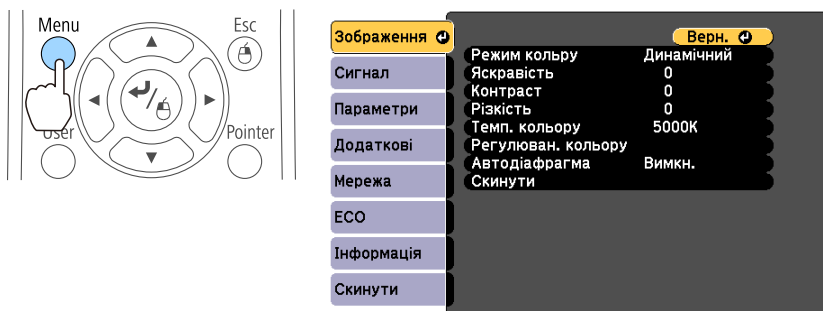 Menu
Esc
User
Pointer
Зображення
Сигнал
Параметри
Додаткові
Мережа
ECO
Інформація
Скинути
Верн.
Режим кольру Динамічний
Яскравість 0
Контраст 0
Різкість 0
Темп. кольору 5000K
Регулюван. кольору
Автодіафрагма Вимкн.
Скинути